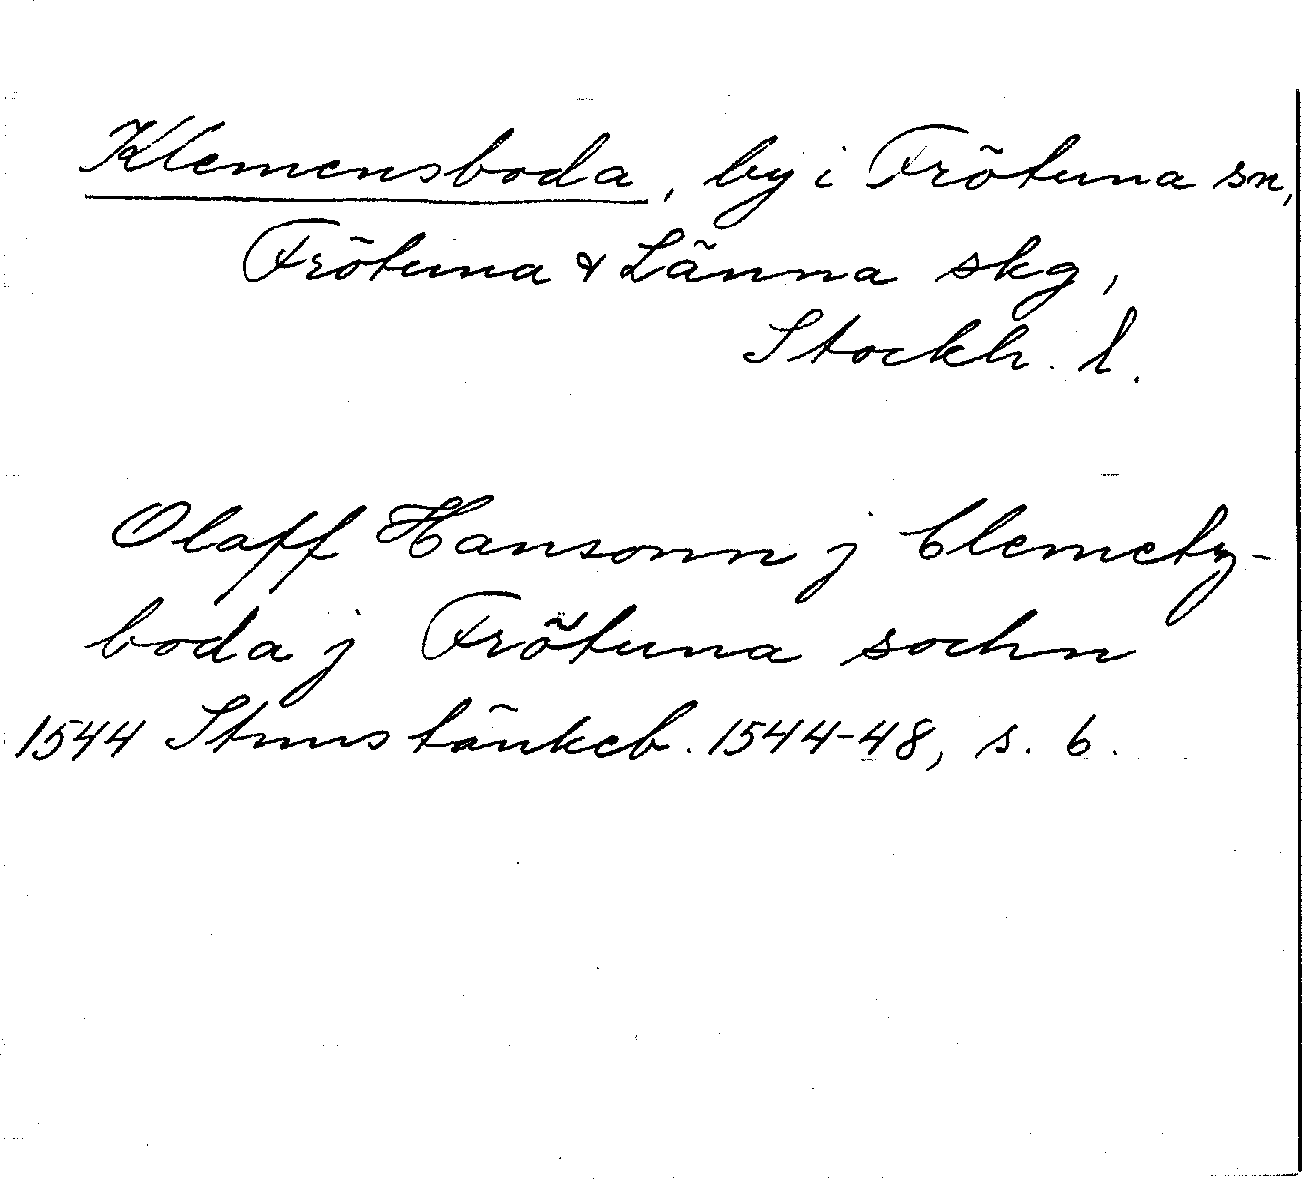 Klemensboda, by i Frötuna sn,
Frötuna & Länna skg,
Stockh. l.
Olaff Hansonn j Clemetz-
boda j Frötuna sochn
1544 Stmns tänkeb. 1544-48, s. 6.